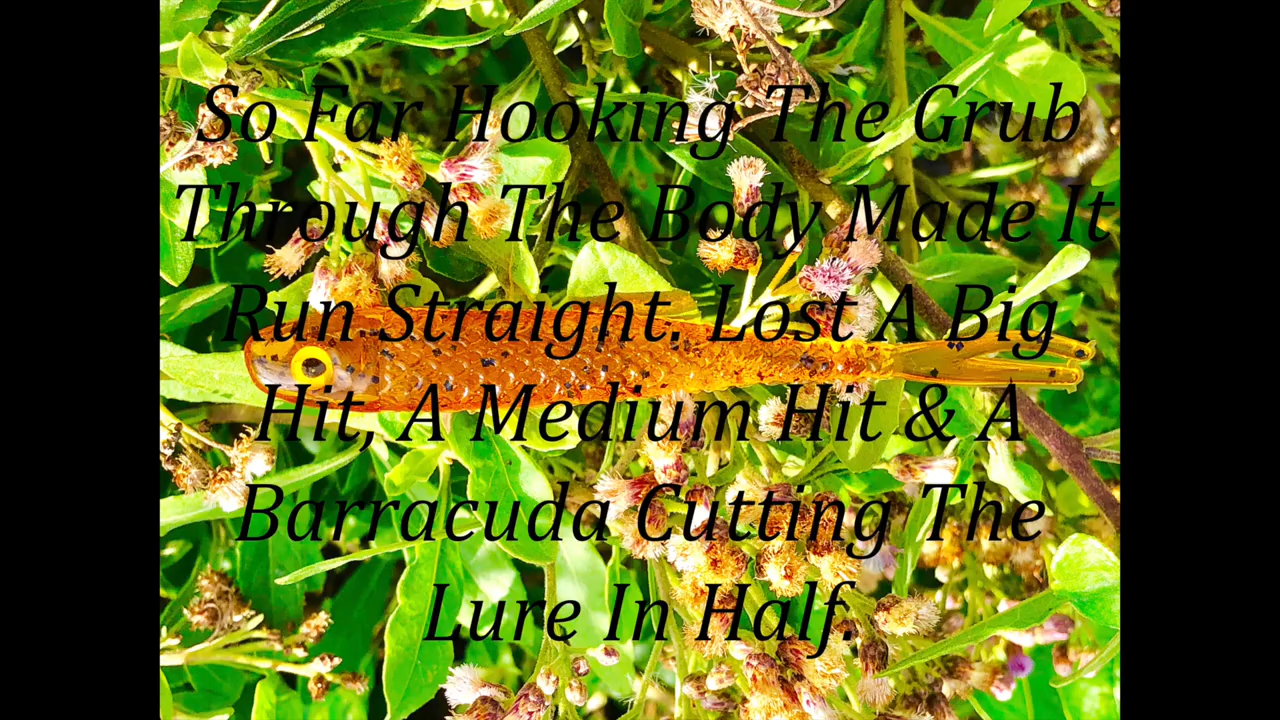 So Far Hooking The Grub
Through The Body Made It
Run Straight. Lost A Big
Hit, A Medium Hit & A
Barracuda Cutting The
Lure In Half.